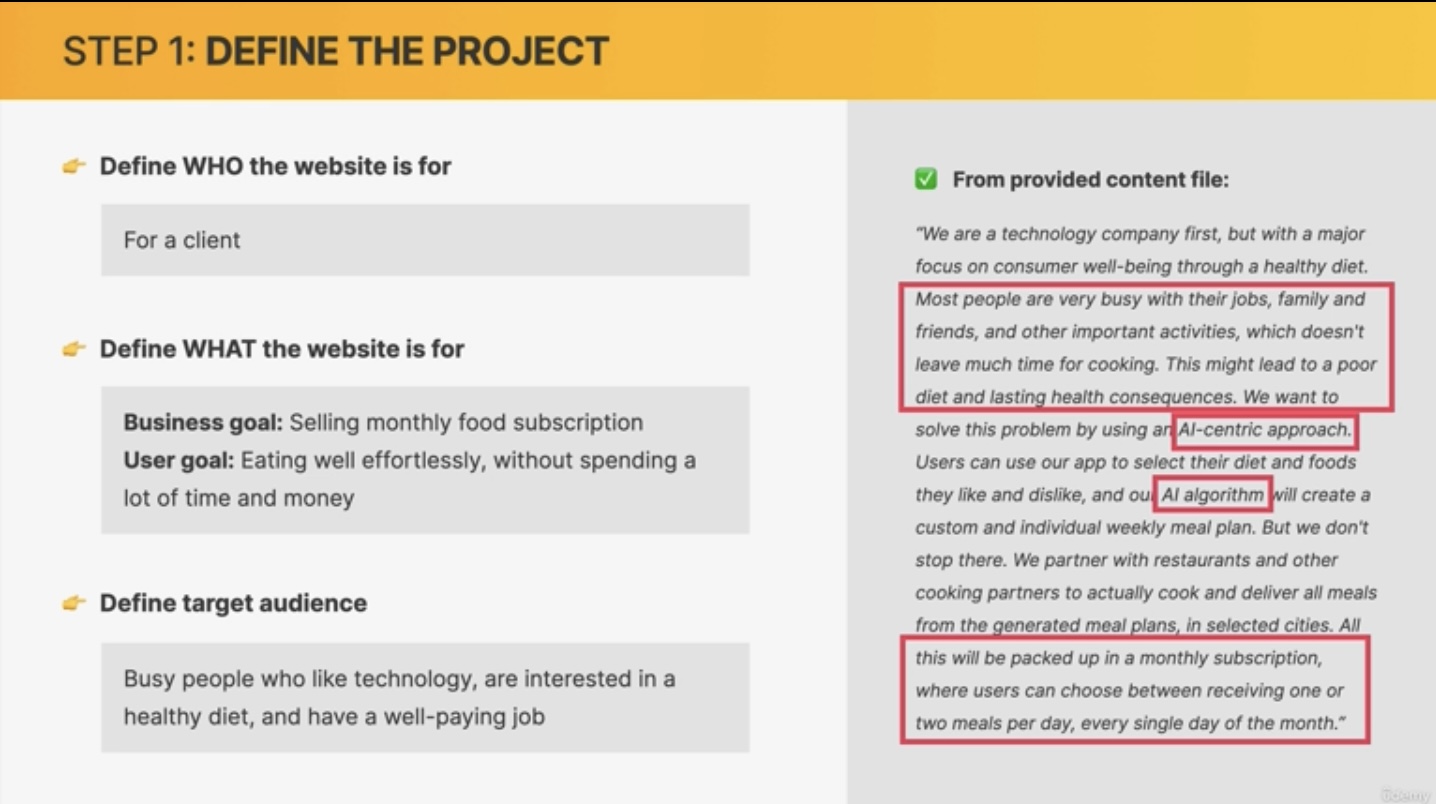 STEP 1: DEFINE THE PROJECT
Define WHO the website is for
For a client
Define WHAT the website is for
Business goal: Selling monthly food subscription
User goal: Eating well effortlessly, without spending a
lot of time and money
Define target audience
Busy people who like technology, are interested in a
healthy diet, and have a well-paying job
From provided content file:
“We are a technology company first, but with a major
focus on consumer well-being through a healthy diet.
Most people are very busy with their jobs, family and
friends, and other important activities, which doesn't
leave much time for cooking. This might lead to a poor
diet and lasting health consequences. We want to
solve this problem by using an AI-centric approach.
Users can use our app to select their diet and foods
they like and dislike, and our AI algorithm will create a
custom and individual weekly meal plan. But we don't
stop there. We partner with restaurants and other
cooking partners to actually cook and deliver all meals
from the generated meal plans, in selected cities. All
this will be packed up in a monthly subscription,
where users can choose between receiving one or
two meals per day, every single day of the month.”
ûdemy